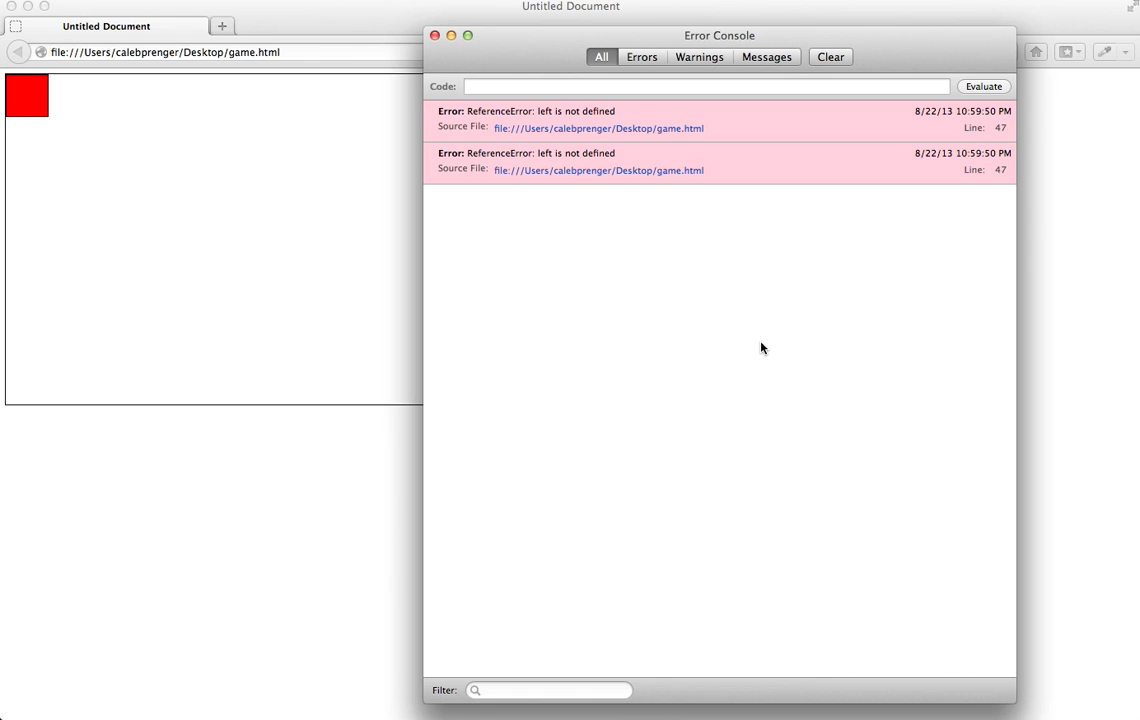 Untitled Document
Untitled Document
file:///Users/calebprenger/Desktop/game.html
Error Console
All Errors Warnings Messages Clear
Code: Evaluate
Error: ReferenceError: left is not defined 8/22/13 10:59:50 PM
Source File: file:///Users/calebprenger/Desktop/game.html Line: 47
Error: ReferenceError: left is not defined 8/22/13 10:59:50 PM
Source File: file:///Users/calebprenger/Desktop/game.html Line: 47
Filter: